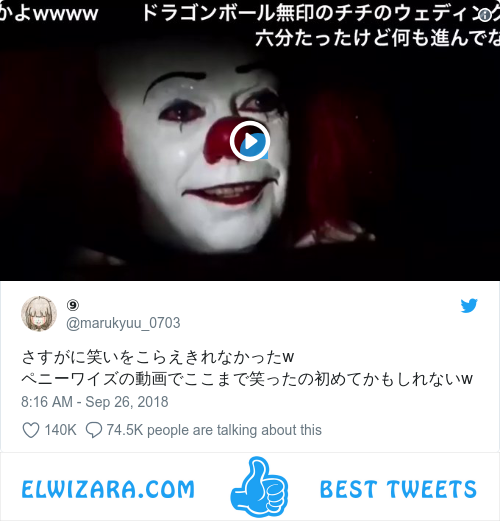 かよwwww ドラゴンボール無印のチチのウェディング
六分たったけど何も進んでな
⑨
@marukyuu_0703
さすがに笑いをこらえきれなかったw
ペニーワイズの動画でここまで笑ったの初めてかもしれないw
8:16 AM - Sep 26, 2018
140K 74.5K people are talking about this
ELWIZARA.COM BEST TWEETS